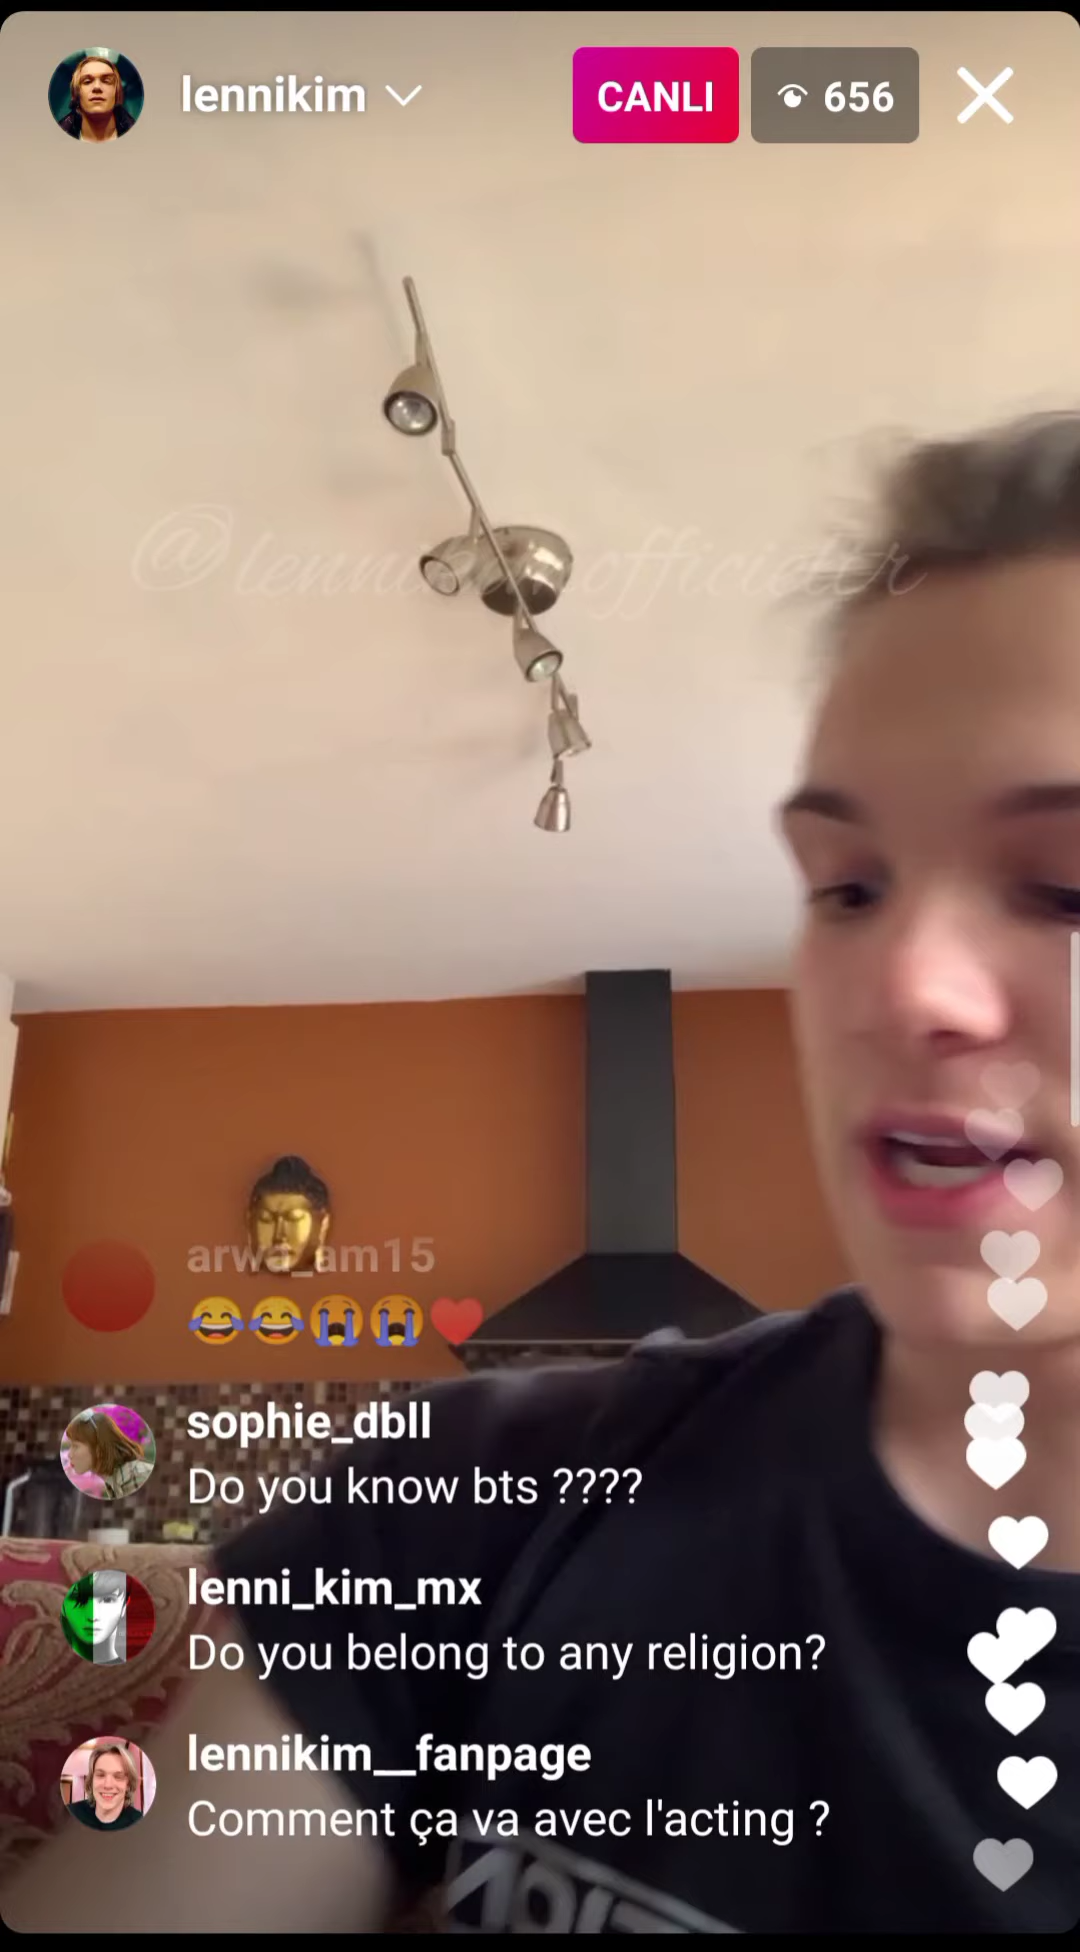 lennikim
CANLI
656
arwa_am15
😂😂😭😭❤️
sophie_dbll
Do you know bts ????
lenni_kim_mx
Do you belong to any religion?
lennikim__fanpage
Comment ça va avec l'acting ?